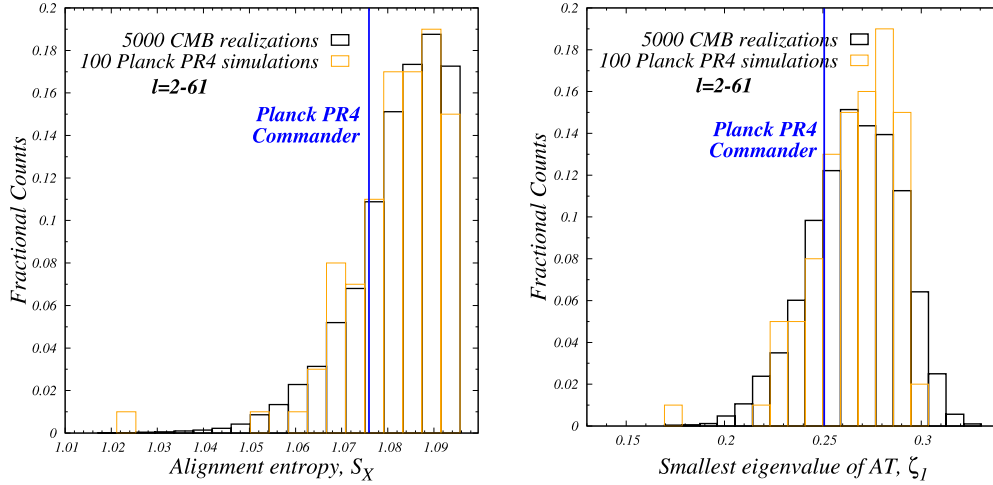 0.2
0.18
0.16
0.14
0.12
0.1
0.08
0.06
0.04
0.02
0
Fractional Counts
5000 CMB realizations
100 Planck PR4 simulations
l=2-61
Planck PR4
Commander
1.01 1.02 1.03 1.04 1.05 1.06 1.07 1.08 1.09
Alignment entropy, S_X
0.2
0.18
0.16
0.14
0.12
0.1
0.08
0.06
0.04
0.02
0
Fractional Counts
5000 CMB realizations
100 Planck PR4 simulations
l=2-61
Planck PR4
Commander
0.15 0.2 0.25 0.3
Smallest eigenvalue of AT, ζ_1